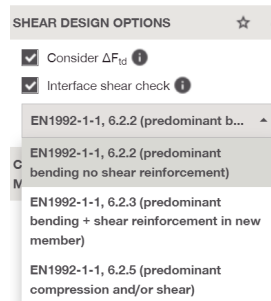 SHEAR DESIGN OPTIONS
Consider ΔFtd
Interface shear check
EN1992-1-1, 6.2.2 (predominant b...
EN1992-1-1, 6.2.2 (predominant
bending no shear reinforcement)
C
M
EN1992-1-1, 6.2.3 (predominant
bending + shear reinforcement in new
member)
EN1992-1-1, 6.2.5 (predominant
compression and/or shear)